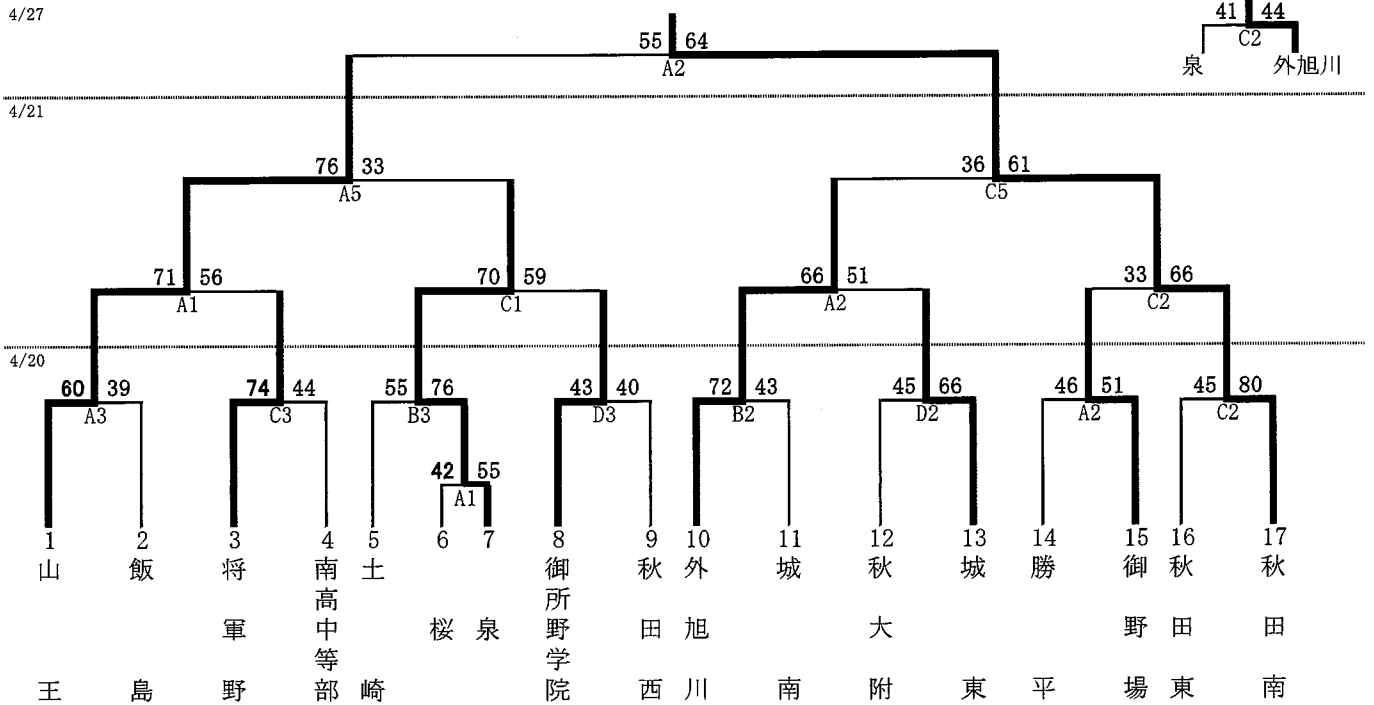 4/27
41 44
C2
泉 外旭川
55 64
A2
4/21
76 33
A5
36 61
C5
71 56
A1
70 59
C1
66 51
A2
33 66
C2
4/20
60 39
A3
74 44
C3
55 76
B3
43 40
D3
72 43
B2
45 66
D2
46 51
A2
45 80
C2
42 55
A1
1 山王
2 飯島
3 将軍野
4 南高中等部
5 土崎
6 桜
7 泉
8 御所野学院
9 秋田西
10 外旭川
11 城南
12 秋大附
13 城東
14 勝平
15 御野場
16 秋田東
17 秋田南